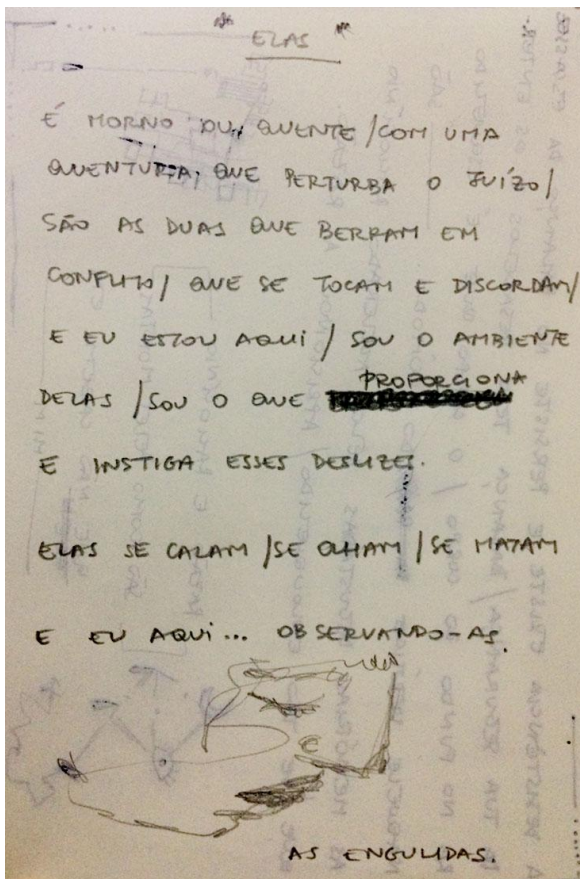 " ELAS "
É MORNO OU QUENTE / COM UMA
QUENTURA QUE PERTURBA O JUÍZO /
SÃO AS DUAS QUE BERRAM EM
CONFLITO / QUE SE TOCAM E DISCORDAM /
E EU ESTOU AQUI / SOU O AMBIENTE
DELAS / SOU O QUE PROPORCIONA
E INSTIGA ESSES DESLIZES.
ELAS SE CALAM / SE OLHAM / SE MATAM
E EU AQUI... OBSERVANDO-AS.
AS ENGULIDAS.